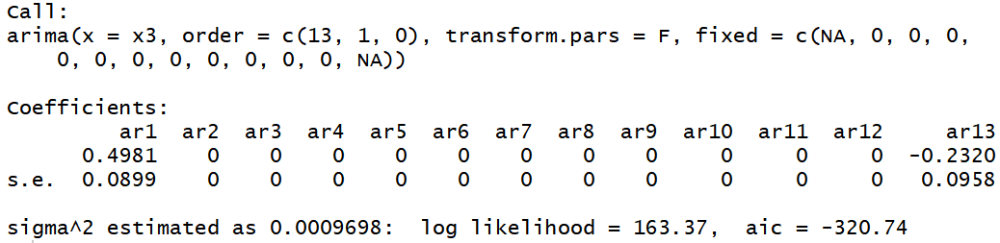 Call:
arima(x = x3, order = c(13, 1, 0), transform.pars = F, fixed = c(NA, 0, 0, 0,
    0, 0, 0, 0, 0, 0, 0, 0, NA))
Coefficients:
         ar1  ar2  ar3  ar4  ar5  ar6  ar7  ar8  ar9  ar10  ar11  ar12     ar13
      0.4981    0    0    0    0    0    0    0    0     0     0     0  -0.2320
s.e.  0.0899    0    0    0    0    0    0    0    0     0     0     0   0.0958
sigma^2 estimated as 0.0009698:  log likelihood = 163.37,  aic = -320.74